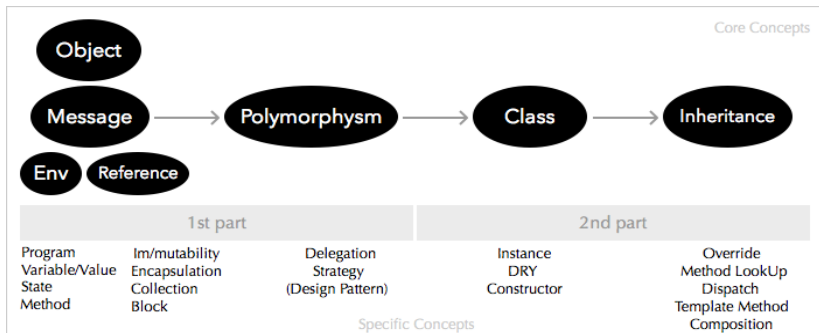 Core Concepts
Object
Message
Polymorphysm
Class
Inheritance
Env
Reference
1st part
2nd part
Program
Variable/Value
State
Method
Im/mutability
Encapsulation
Collection
Block
Delegation
Strategy
(Design Pattern)
Instance
DRY
Constructor
Override
Method LookUp
Dispatch
Template Method
Composition
Specific Concepts